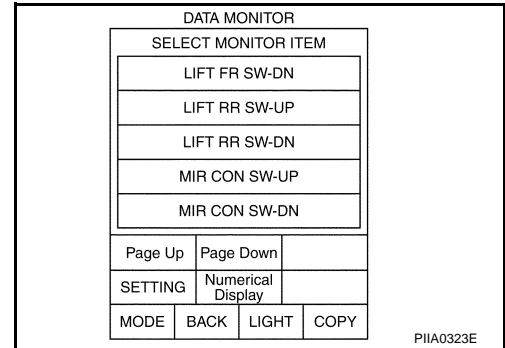 DATA MONITOR
SELECT MONITOR ITEM
LIFT FR SW-DN
LIFT RR SW-UP
LIFT RR SW-DN
MIR CON SW-UP
MIR CON SW-DN
Page Up Page Down
SETTING Numerical
Display
MODE BACK LIGHT COPY
PIIA0323E